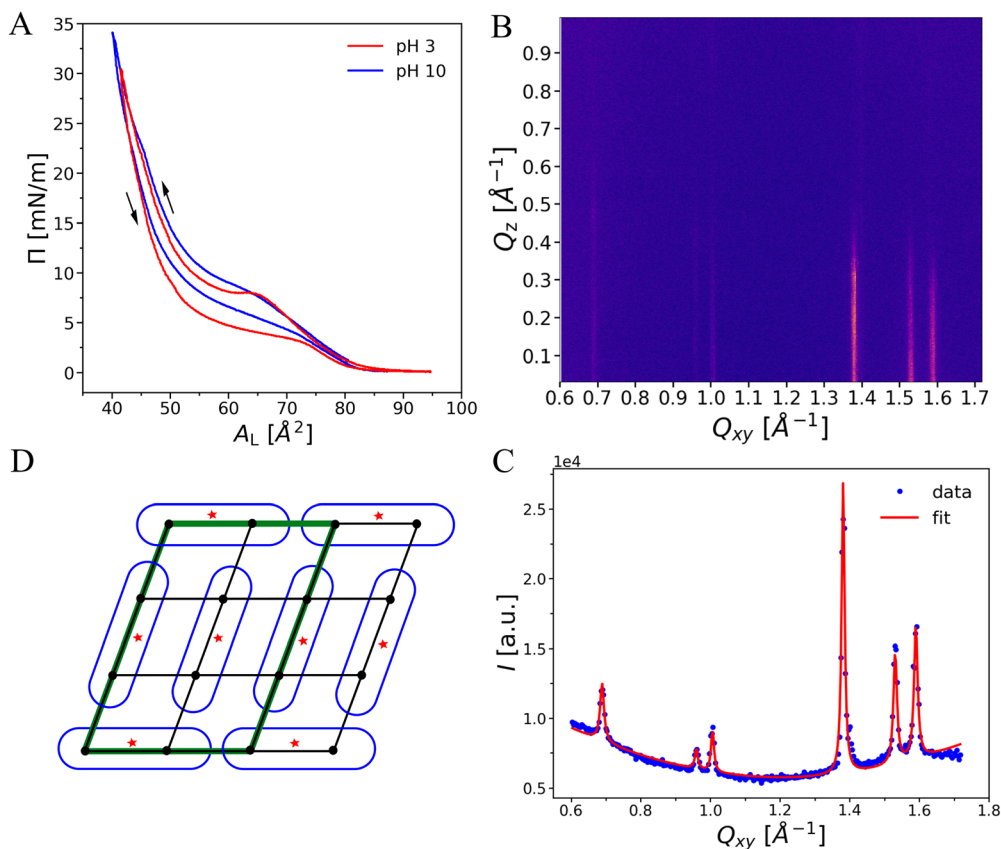 A
35
30
25
20
15
10
5
0
Π [mN/m]
pH 3
pH 10
40 50 60 70 80 90 100
A_L [Å²]
B
0.9
0.8
0.7
0.6
0.5
0.4
0.3
0.2
0.1
Q_z [Å⁻¹]
0.6 0.7 0.8 0.9 1.0 1.1 1.2 1.3 1.4 1.5 1.6 1.7
Q_xy [Å⁻¹]
D
C
1e4
2.5
2.0
1.5
1.0
0.5
I [a.u.]
data
fit
0.6 0.8 1.0 1.2 1.4 1.6 1.8
Q_xy [Å⁻¹]